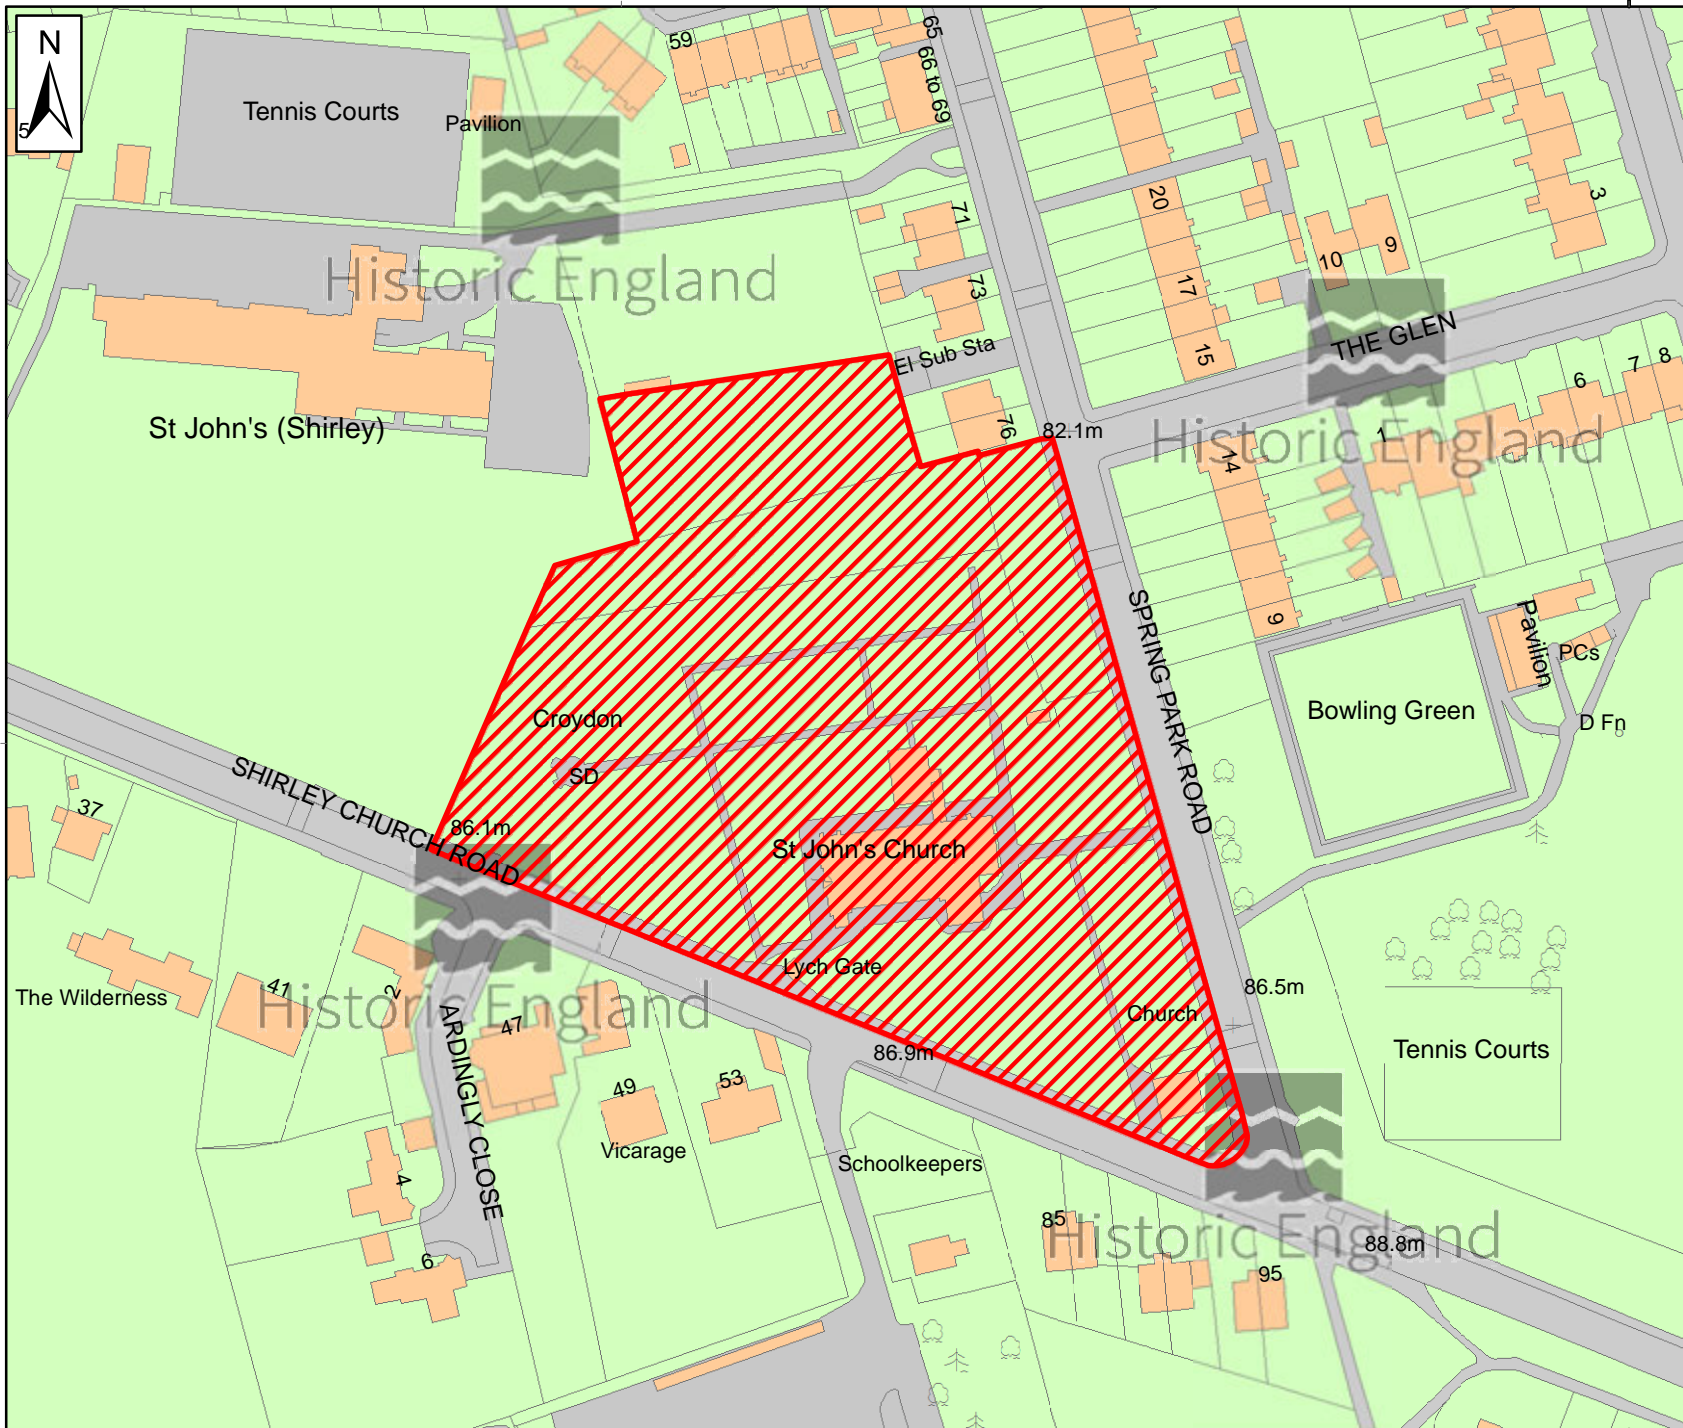 N
5
Tennis Courts
Pavilion
59
65
66 to 69
71
73
20
17
15
10
9
3
Historic England
El Sub Sta
THE GLEN
76
82.1m
St John's (Shirley)
Historic England
14
1
6
7
8
9
SPRING PARK ROAD
Pavilion
PCs
Bowling Green
D Fn
Croydon
SD
SHIRLEY CHURCH ROAD
37
86.1m
St John's Church
Lych Gate
The Wilderness
41
2
Historic England
47
ARDINGLY CLOSE
49
53
Vicarage
86.9m
Church
86.5m
Tennis Courts
Schoolkeepers
4
6
85
Historic England
88.8m
95